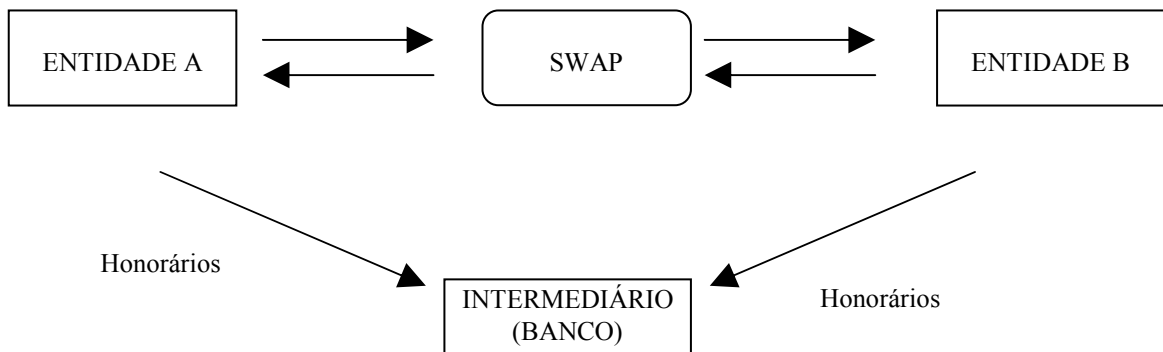 ENTIDADE A
SWAP
ENTIDADE B
Honorários
INTERMEDIÁRIO
(BANCO)
Honorários